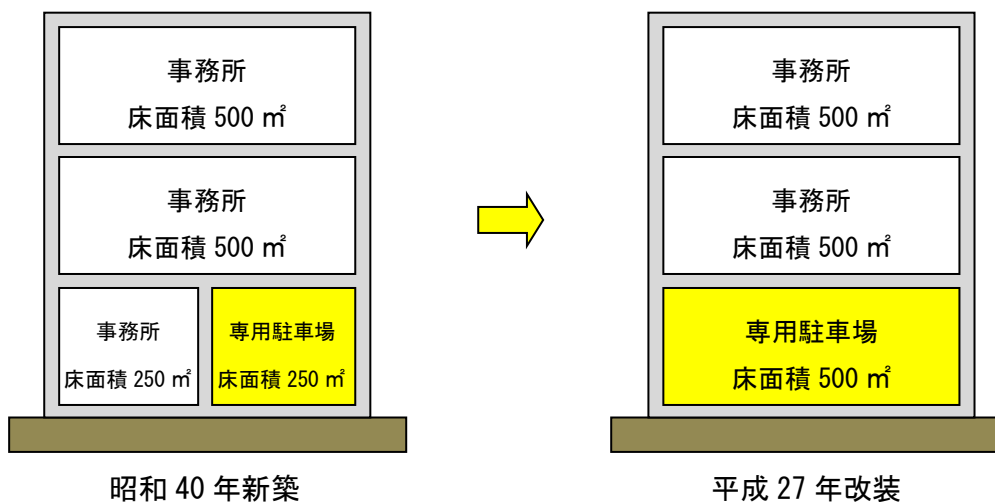 事務所
床面積 500 ㎡
事務所
床面積 500 ㎡
事務所
床面積 250 ㎡
専用駐車場
床面積 250 ㎡
昭和 40 年新築
事務所
床面積 500 ㎡
事務所
床面積 500 ㎡
専用駐車場
床面積 500 ㎡
平成 27 年改装